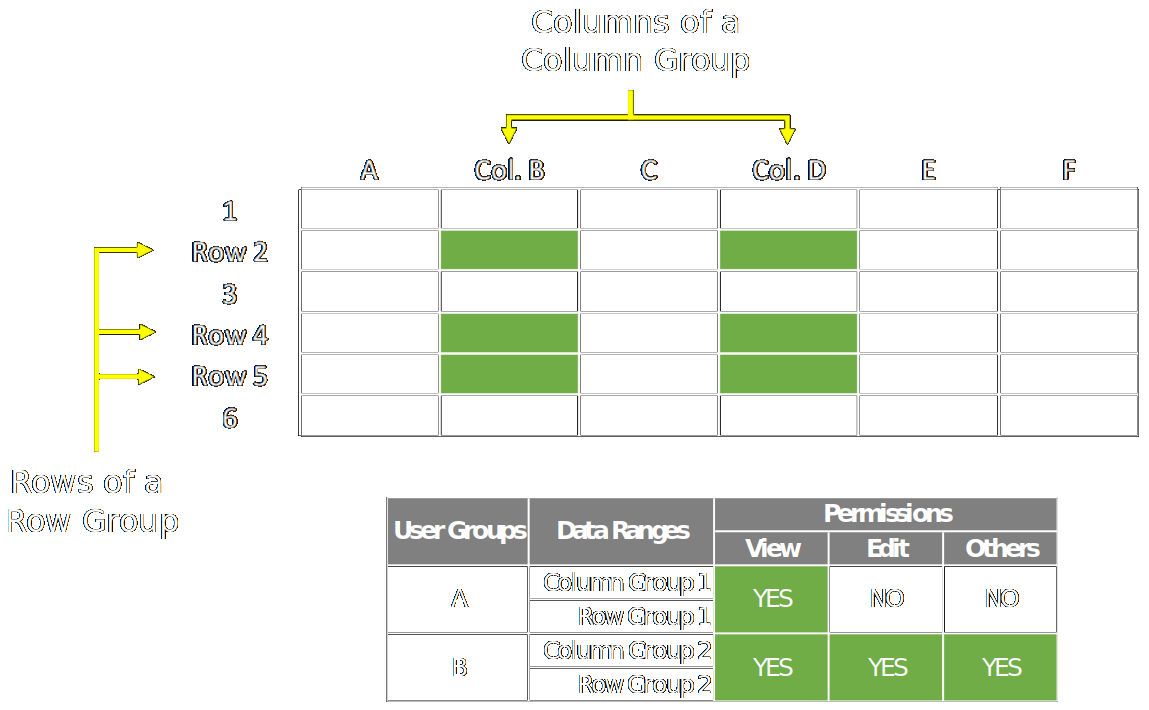 Columns of a
Column Group
A Col. B C Col. D E F
1
Row 2
3
Row 4
Row 5
6
Rows of a
Row Group
User Groups Data Ranges Permissions
View Edit Others
A Column Group 1 YES NO NO
Row Group 1
B Column Group 2 YES YES YES
Row Group 2